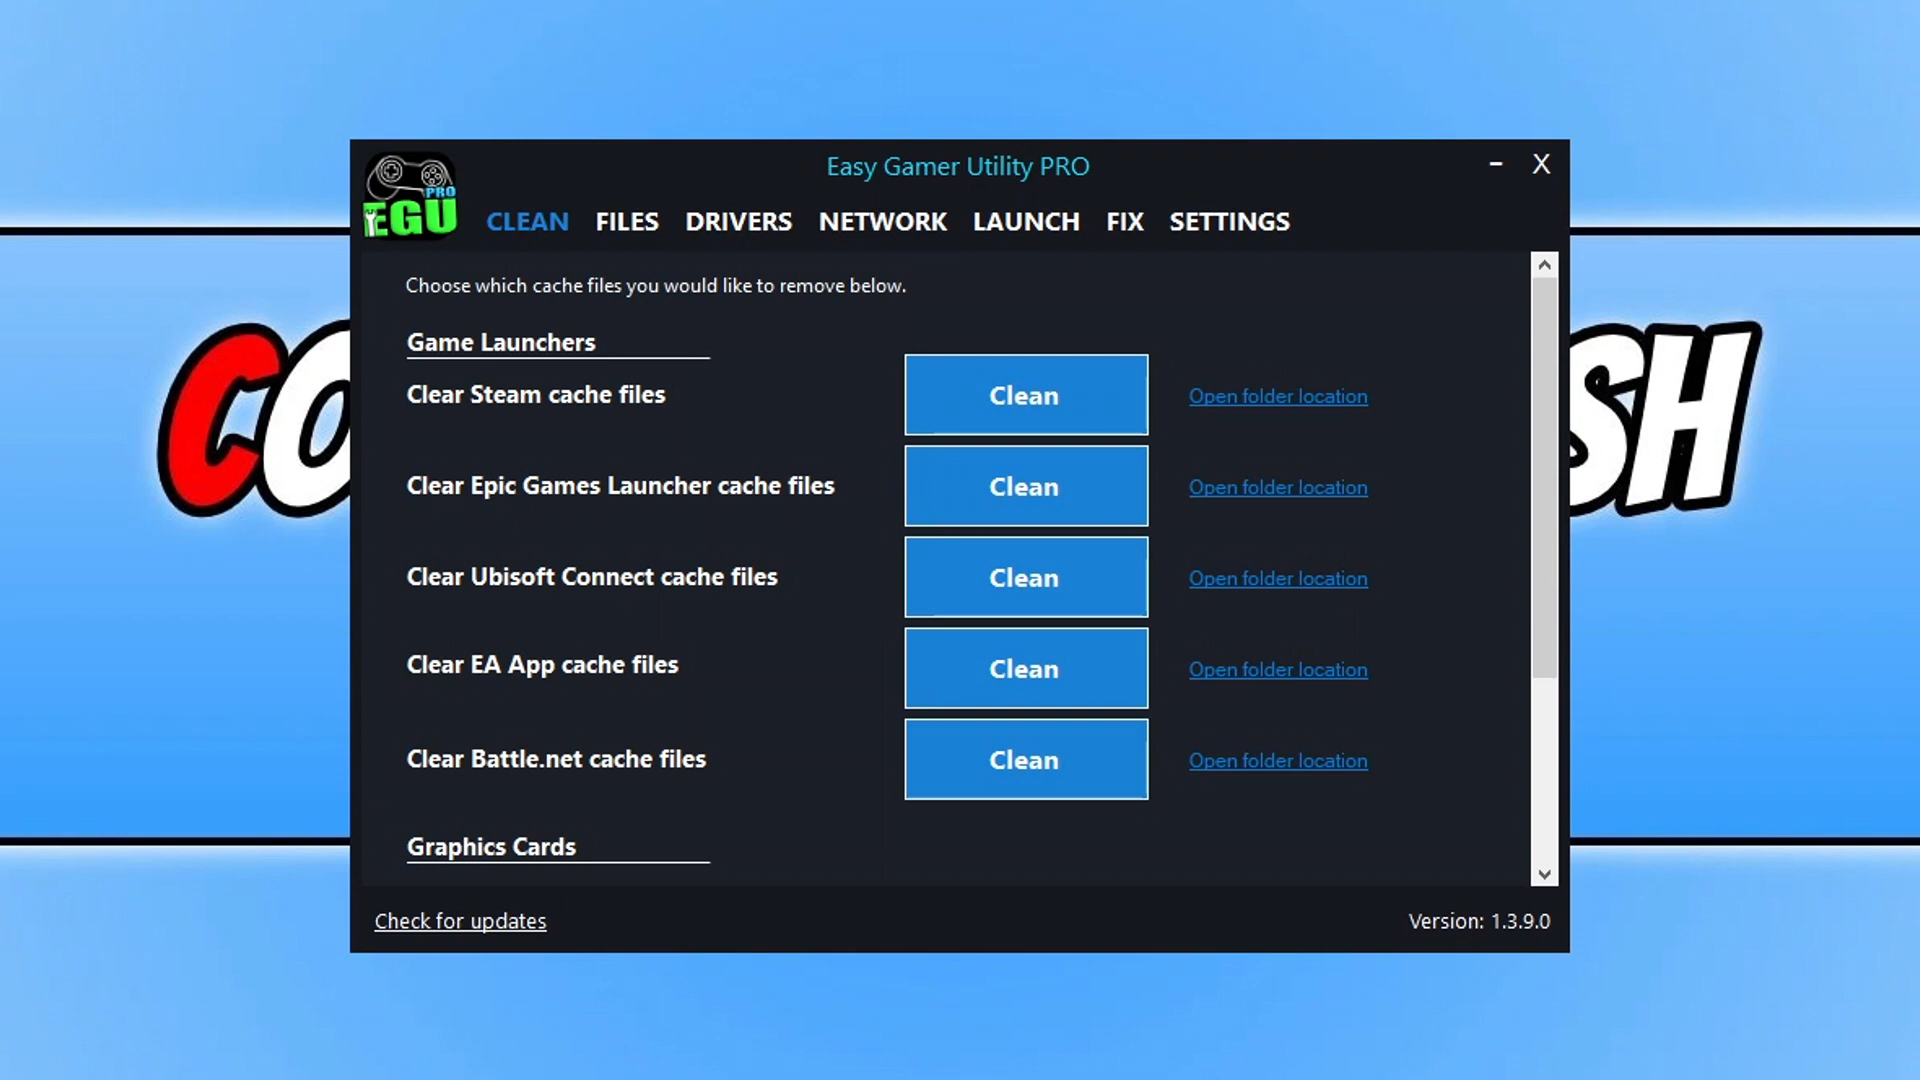 Easy Gamer Utility PRO
– X
PRO
EGU
CLEAN FILES DRIVERS NETWORK LAUNCH FIX SETTINGS
Choose which cache files you would like to remove below.
Game Launchers
Clear Steam cache files Clean Open folder location
Clear Epic Games Launcher cache files Clean Open folder location
Clear Ubisoft Connect cache files Clean Open folder location
Clear EA App cache files Clean Open folder location
Clear Battle.net cache files Clean Open folder location
Graphics Cards
Check for updates Version: 1.3.9.0
CO
SH